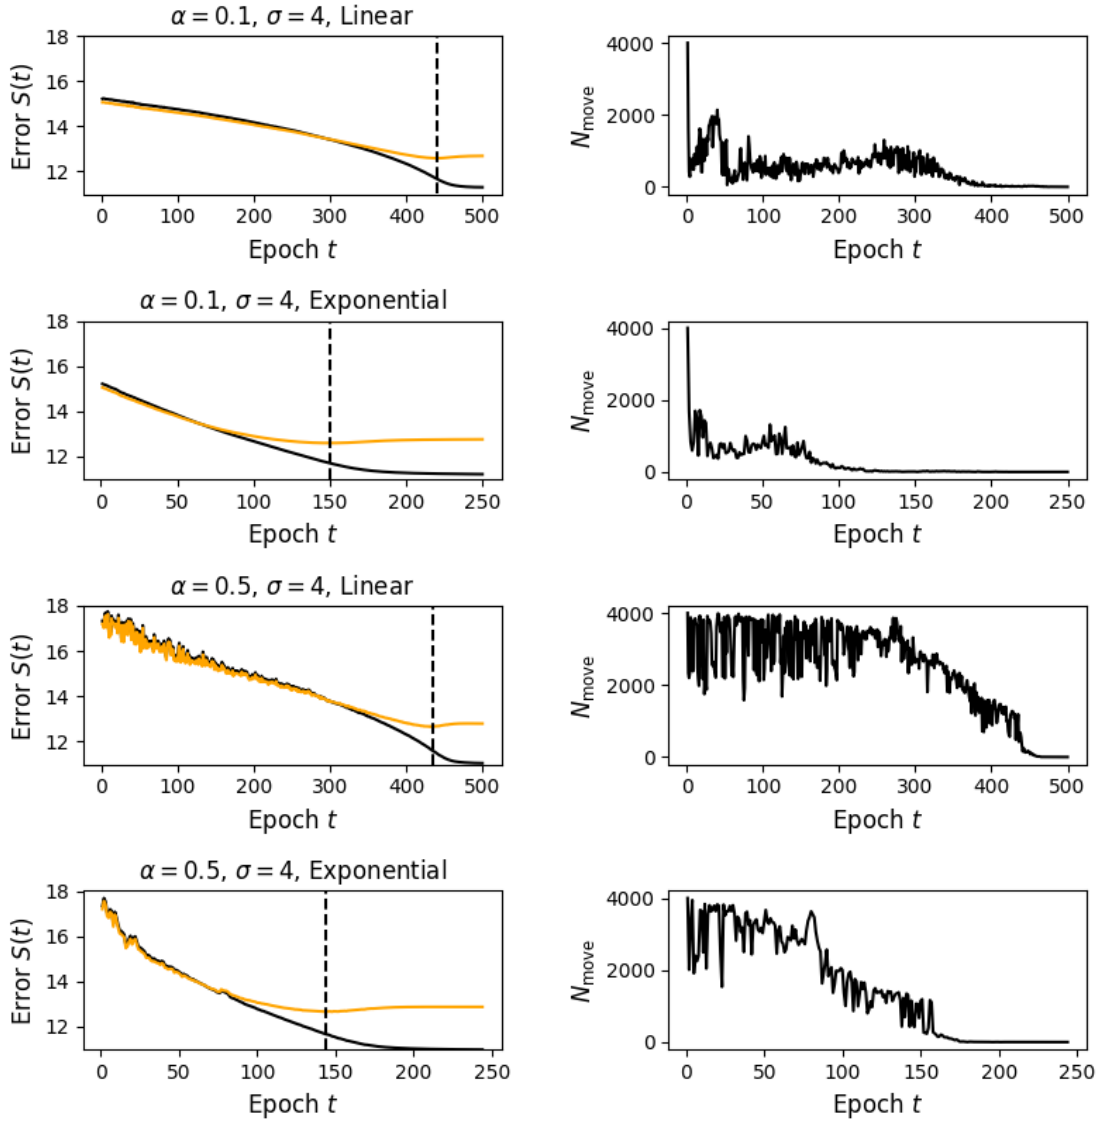 α = 0.1, σ = 4, Linear
Error S(t)
18
16
14
12
0 100 200 300 400 500
Epoch t
N_move
4000
2000
0
0 100 200 300 400 500
Epoch t
α = 0.1, σ = 4, Exponential
Error S(t)
18
16
14
12
0 50 100 150 200 250
Epoch t
N_move
4000
2000
0
0 50 100 150 200 250
Epoch t
α = 0.5, σ = 4, Linear
Error S(t)
18
16
14
12
0 100 200 300 400 500
Epoch t
N_move
4000
2000
0
0 100 200 300 400 500
Epoch t
α = 0.5, σ = 4, Exponential
Error S(t)
18
16
14
12
0 50 100 150 200 250
Epoch t
N_move
4000
2000
0
0 50 100 150 200 250
Epoch t